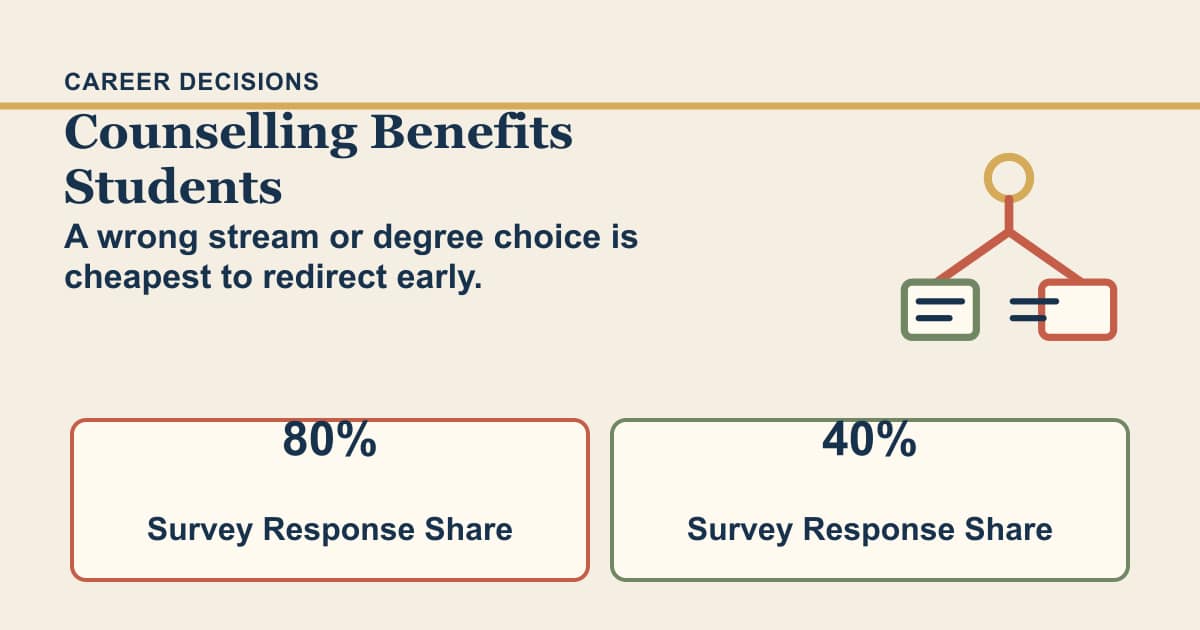 CAREER DECISIONS
Counselling Benefits
Students
A wrong stream or degree choice is
cheapest to redirect early.
80%
Survey Response Share
40%
Survey Response Share